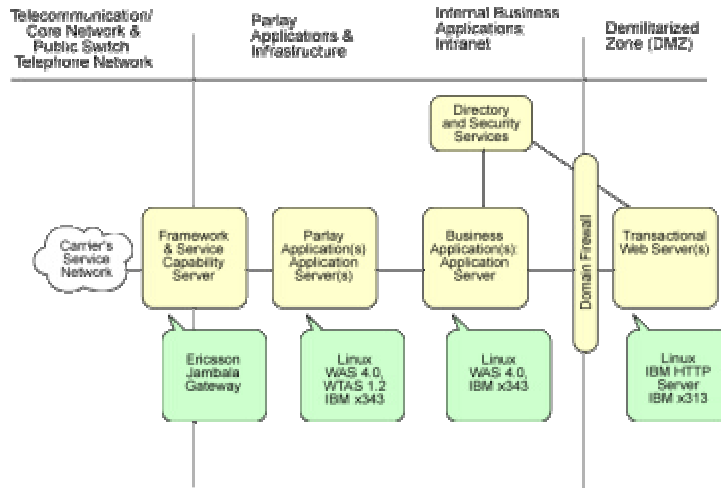 Telecommunication/
Core Network &
Public Switch
Telephone Network
Parlay
Applications &
Infrastructure
Internal Business
Applications:
Intranet
Demilitarized
Zone (DMZ)
Directory
and Security
Services
Carrier's
Service
Network
Framework
& Service
Capability
Server
Parlay
Application(s)
Application
Server(s)
Business
Application(s):
Application
Server
Domain Firewall
Transactional
Web Server(s)
Ericsson
Jambala
Gateway
Linux
WAS 4.0,
WTAS 1.2
IBM x343
Linux
WAS 4.0,
IBM x343
Linux
IBM HTTP
Server
IBM x313